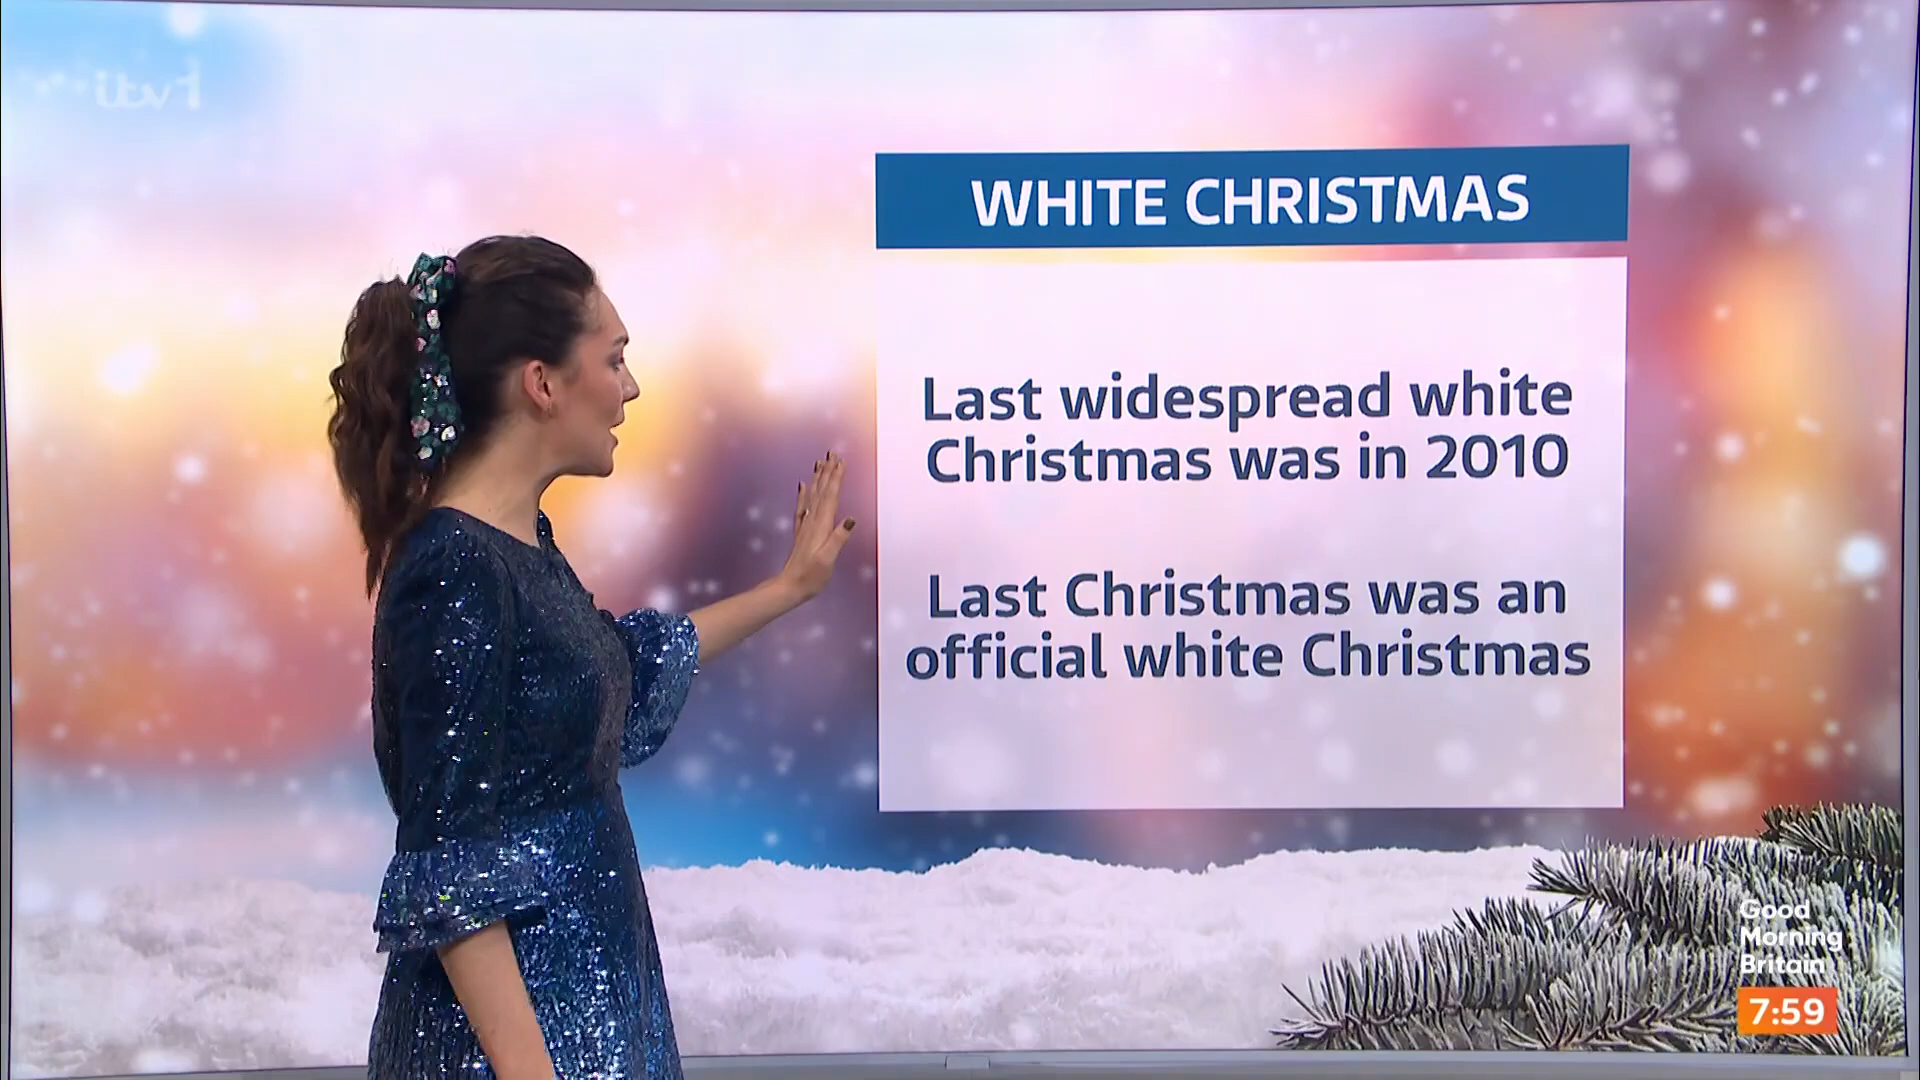 itv1
WHITE CHRISTMAS
Last widespread white
Christmas was in 2010
Last Christmas was an
official white Christmas
Good
Morning
Britain
7:59